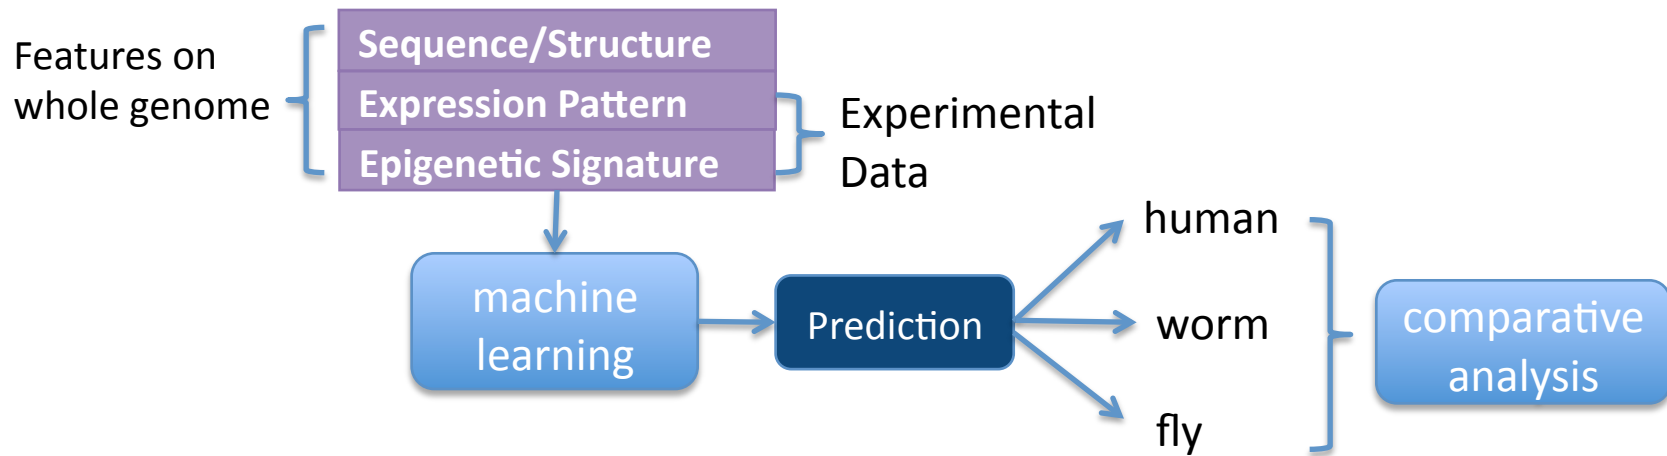 Features on
whole genome
Sequence/Structure
Expression Pattern
Epigenetic Signature
Experimental
Data
machine
learning
Prediction
human
worm
fly
comparative
analysis